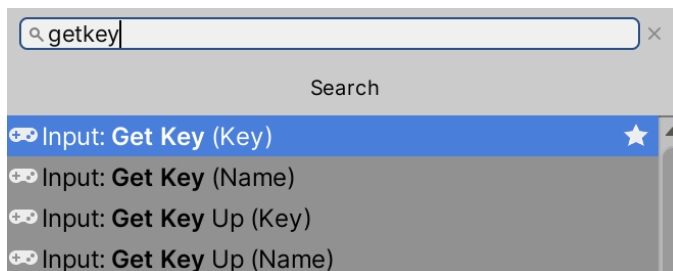 getkey
Search
Input: Get Key (Key)
Input: Get Key (Name)
Input: Get Key Up (Key)
Input: Get Key Up (Name)